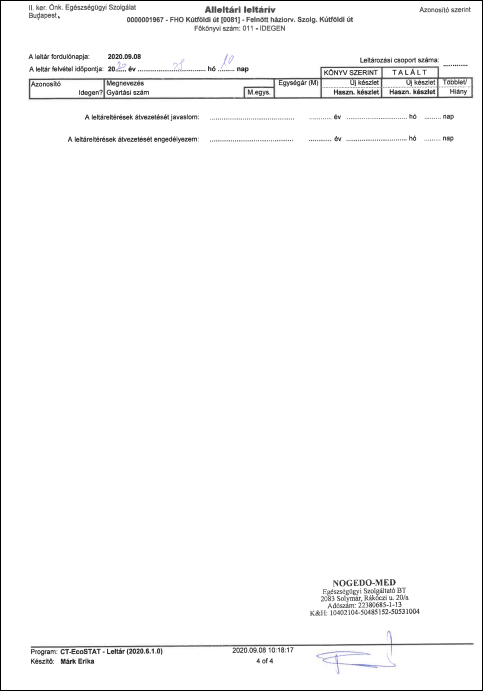 II. ker. Önk. Egészségügyi Szolgálat
Budapest,
Alleltári leltárív
Azonosító szerint
0000001967 - FHO Kútföldi út [0081] - Felnőtt háziorv. Szolg. Kútföldi út
Főkönyvi szám: 011 - IDEGEN
A leltár fordulónapja: 2020.09.08
Leltározási csoport száma: ..........
A leltár felvétel időpontja: 2020 év .................... hó 10 nap
KÖNYV SZERINT TALÁLT
Azonosító Megnevezés Egységár (M) Új készlet Új készlet Többlet/
Idegen? Gyártási szám M.egys. Haszn. készlet Haszn. készlet Hiány
A leltáreltérések átvezetését javaslom: .................................... .......... év .......................... hó ....... nap
A leltáreltérések átvezetését engedélyezem: .................................... .......... év .......................... hó ....... nap
NOGEDO-MED
Egészségügyi Szolgáltató BT
2083 Solymár, Rákóczi u. 20/a
Adószám: 22380685-1-13
K&H: 10402104-50485152-50531004
Program: CT-EcoSTAT - Leltár (2020.6.1.0)
2020.09.08 10:18:17
Készítő: Márk Erika
4 of 4